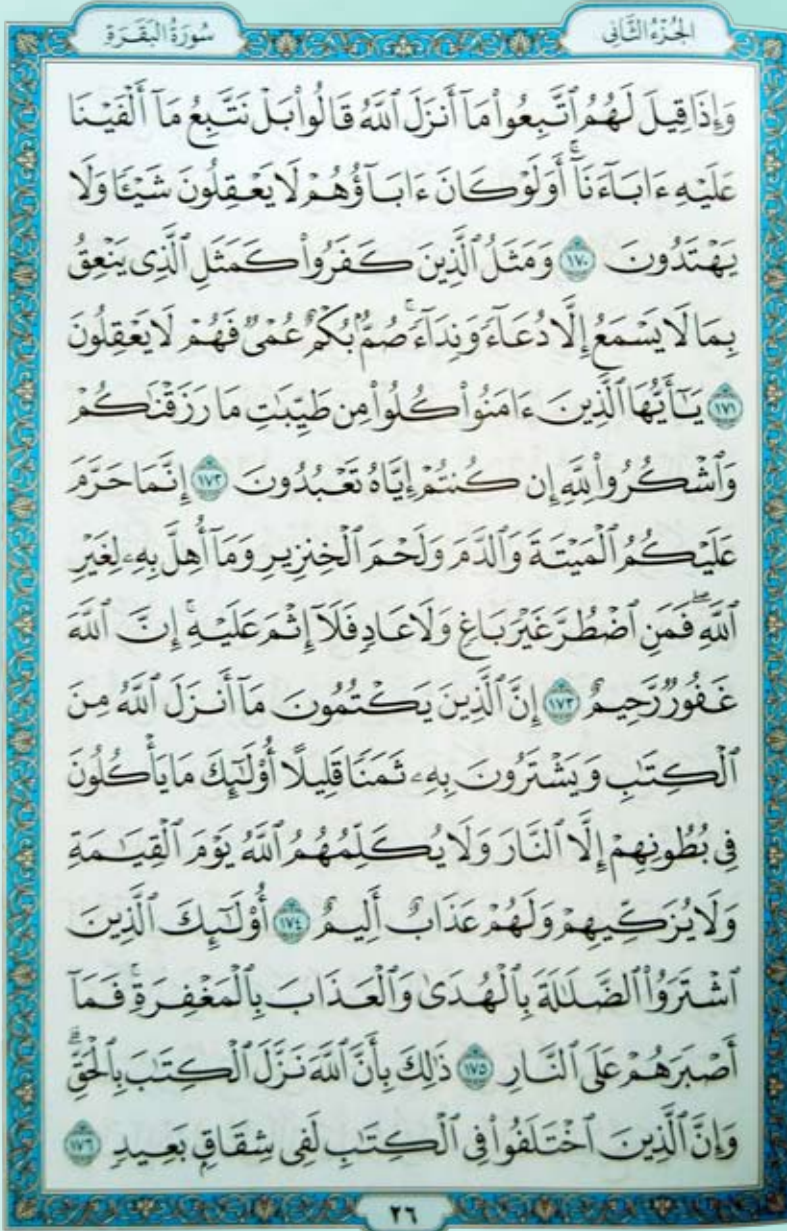 سُورَةُ البَقَرَةِ
الجُزْءُ الثَّانِي
وَإِذَا قِيلَ لَهُمُ ٱتَّبِعُوا۟ مَآ أَنزَلَ ٱللَّهُ قَالُوا۟ بَلْ نَتَّبِعُ مَآ أَلْفَيْنَا
عَلَيْهِ ءَابَآءَنَآ ۗ أَوَلَوْ كَانَ ءَابَآؤُهُمْ لَا يَعْقِلُونَ شَيْـًٔا وَلَا
يَهْتَدُونَ ١٧٠ وَمَثَلُ ٱلَّذِينَ كَفَرُوا۟ كَمَثَلِ ٱلَّذِى يَنْعِقُ
بِمَا لَا يَسْمَعُ إِلَّا دُعَآءً وَنِدَآءً ۚ صُمٌّۢ بُكْمٌ عُمْىٌ فَهُمْ لَا يَعْقِلُونَ
١٧١ يَـٰٓأَيُّهَا ٱلَّذِينَ ءَامَنُوا۟ كُلُوا۟ مِن طَيِّبَـٰتِ مَا رَزَقْنَـٰكُمْ
وَٱشْكُرُوا۟ لِلَّهِ إِن كُنتُمْ إِيَّاهُ تَعْبُدُونَ ١٧٢ إِنَّمَا حَرَّمَ
عَلَيْكُمُ ٱلْمَيْتَةَ وَٱلدَّمَ وَلَحْمَ ٱلْخِنزِيرِ وَمَآ أُهِلَّ بِهِۦ لِغَيْرِ
ٱللَّهِ ۖ فَمَنِ ٱضْطُرَّ غَيْرَ بَاغٍ وَلَا عَادٍ فَلَآ إِثْمَ عَلَيْهِ ۚ إِنَّ ٱللَّهَ
غَفُورٌ رَّحِيمٌ ١٧٣ إِنَّ ٱلَّذِينَ يَكْتُمُونَ مَآ أَنزَلَ ٱللَّهُ مِنَ
ٱلْكِتَـٰبِ وَيَشْتَرُونَ بِهِۦ ثَمَنًا قَلِيلًا أُو۟لَـٰٓئِكَ مَا يَأْكُلُونَ
فِى بُطُونِهِمْ إِلَّا ٱلنَّارَ وَلَا يُكَلِّمُهُمُ ٱللَّهُ يَوْمَ ٱلْقِيَـٰمَةِ
وَلَا يُزَكِّيهِمْ وَلَهُمْ عَذَابٌ أَلِيمٌ ١٧٤ أُو۟لَـٰٓئِكَ ٱلَّذِينَ
ٱشْتَرَوُا۟ ٱلضَّلَـٰلَةَ بِٱلْهُدَىٰ وَٱلْعَذَابَ بِٱلْمَغْفِرَةِ ۚ فَمَآ
أَصْبَرَهُمْ عَلَى ٱلنَّارِ ١٧٥ ذَٰلِكَ بِأَنَّ ٱللَّهَ نَزَّلَ ٱلْكِتَـٰبَ بِٱلْحَقِّ ۗ
وَإِنَّ ٱلَّذِينَ ٱخْتَلَفُوا۟ فِى ٱلْكِتَـٰبِ لَفِى شِقَاقٍۭ بَعِيدٍ ١٧٦
٢٦